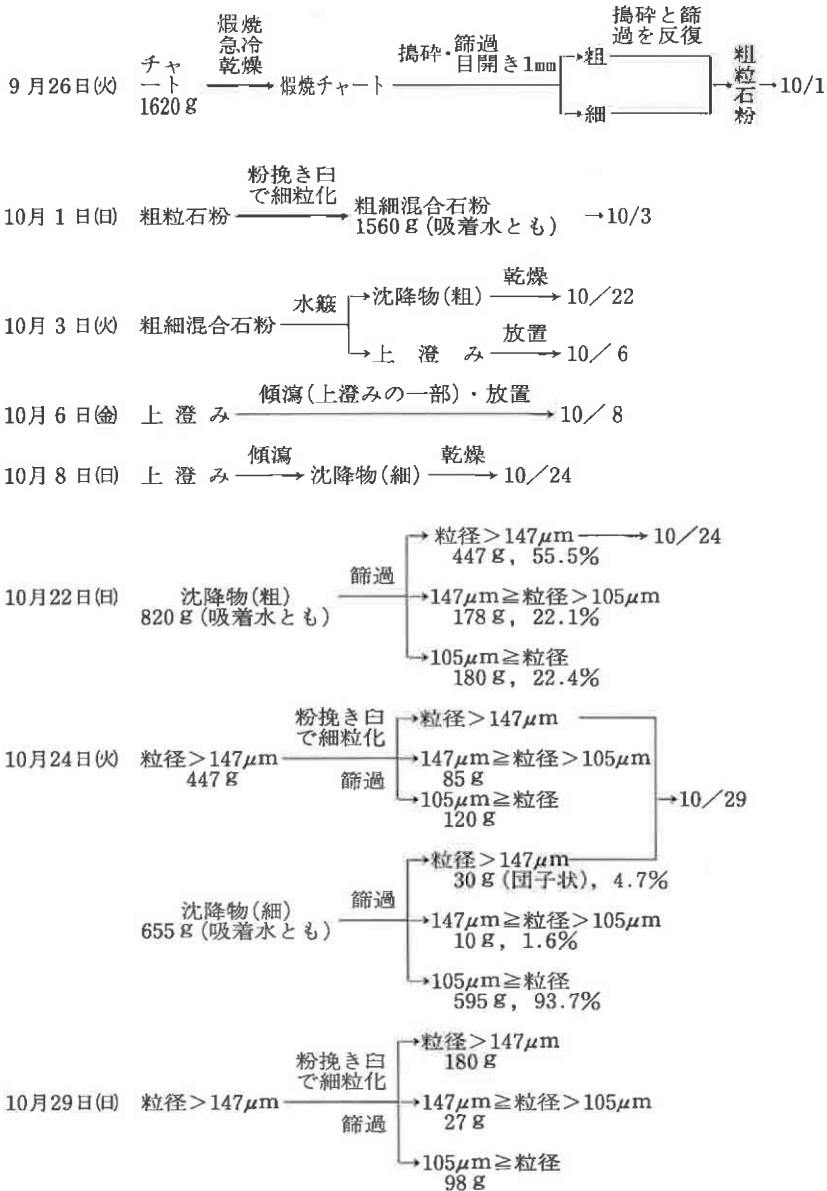 煆焼
急冷
乾燥
搗砕と篩
過を反復
9月26日(火)
チャ
ート
1620g
煆焼チャート
搗砕・篩過
目開き1mm
粗
細
粗粒石粉
10/1
10月1日(日) 粗粒石粉
粉挽き臼
で細粒化
粗細混合石粉
1560g(吸着水とも)
10/3
10月3日(火) 粗細混合石粉
水簸
沈降物(粗)
乾燥
10/22
上澄み
放置
10/6
10月6日(金) 上澄み
傾瀉(上澄みの一部)・放置
10/8
10月8日(日) 上澄み
傾瀉
沈降物(細)
乾燥
10/24
10月22日(日)
沈降物(粗)
820g(吸着水とも)
篩過
粒径>147μm
447g, 55.5%
10/24
147μm≧粒径>105μm
178g, 22.1%
105μm≧粒径
180g, 22.4%
10月24日(火) 粒径>147μm
447g
粉挽き臼
で細粒化
篩過
粒径>147μm
147μm≧粒径>105μm
85g
105μm≧粒径
120g
10/29
沈降物(細)
655g(吸着水とも)
篩過
粒径>147μm
30g(団子状), 4.7%
147μm≧粒径>105μm
10g, 1.6%
105μm≧粒径
595g, 93.7%
10月29日(日) 粒径>147μm
粉挽き臼
で細粒化
篩過
粒径>147μm
180g
147μm≧粒径>105μm
27g
105μm≧粒径
98g